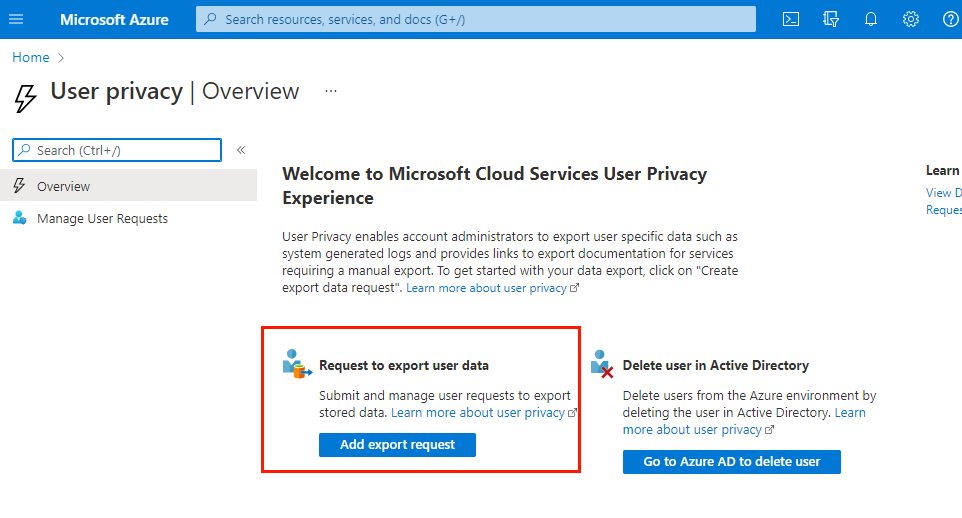 Microsoft Azure
Search resources, services, and docs (G+/)
Home
User privacy | Overview
...
Search (Ctrl+/)
«
Overview
Manage User Requests
Welcome to Microsoft Cloud Services User Privacy
Experience
User Privacy enables account administrators to export user specific data such as
system generated logs and provides links to export documentation for services
requiring a manual export. To get started with your data export, click on "Create
export data request". Learn more about user privacy
Request to export user data
Submit and manage user requests to export
stored data. Learn more about user privacy
Add export request
Delete user in Active Directory
Delete users from the Azure environment by
deleting the user in Active Directory. Learn
more about user privacy
Go to Azure AD to delete user
Learn
View D
Reques